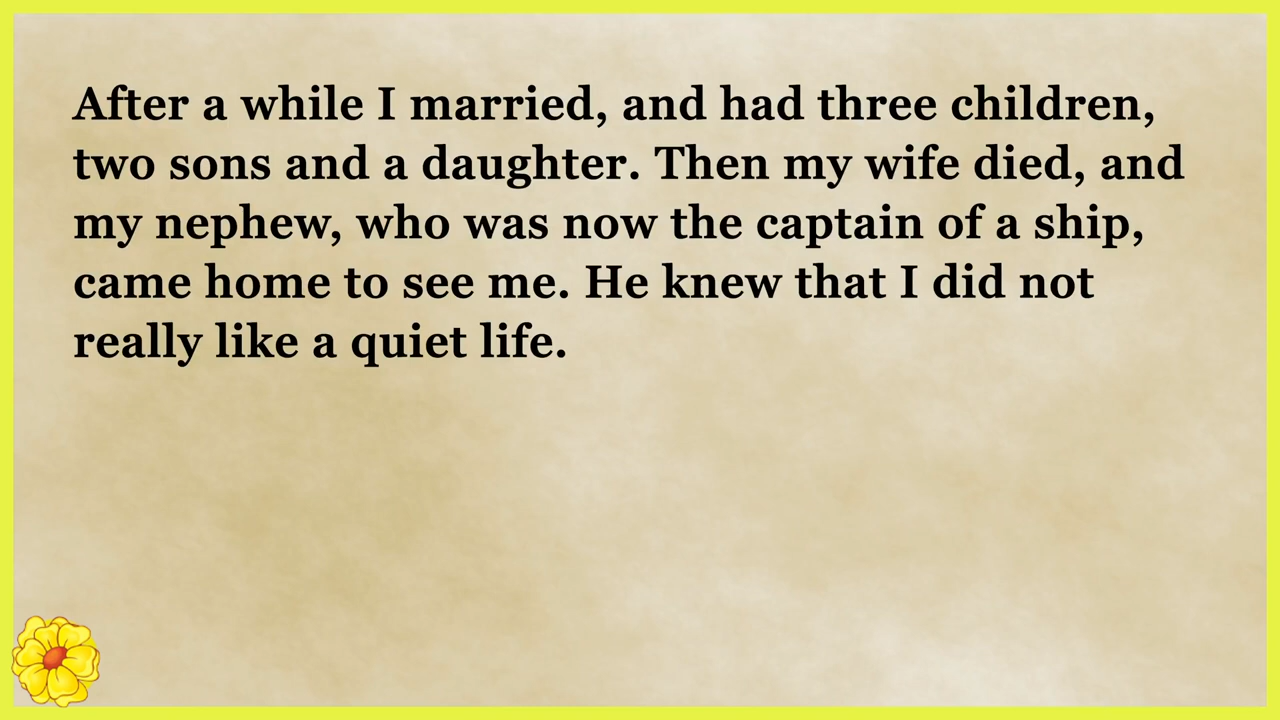 After a while I married, and had three children,
two sons and a daughter. Then my wife died, and
my nephew, who was now the captain of a ship,
came home to see me. He knew that I did not
really like a quiet life.